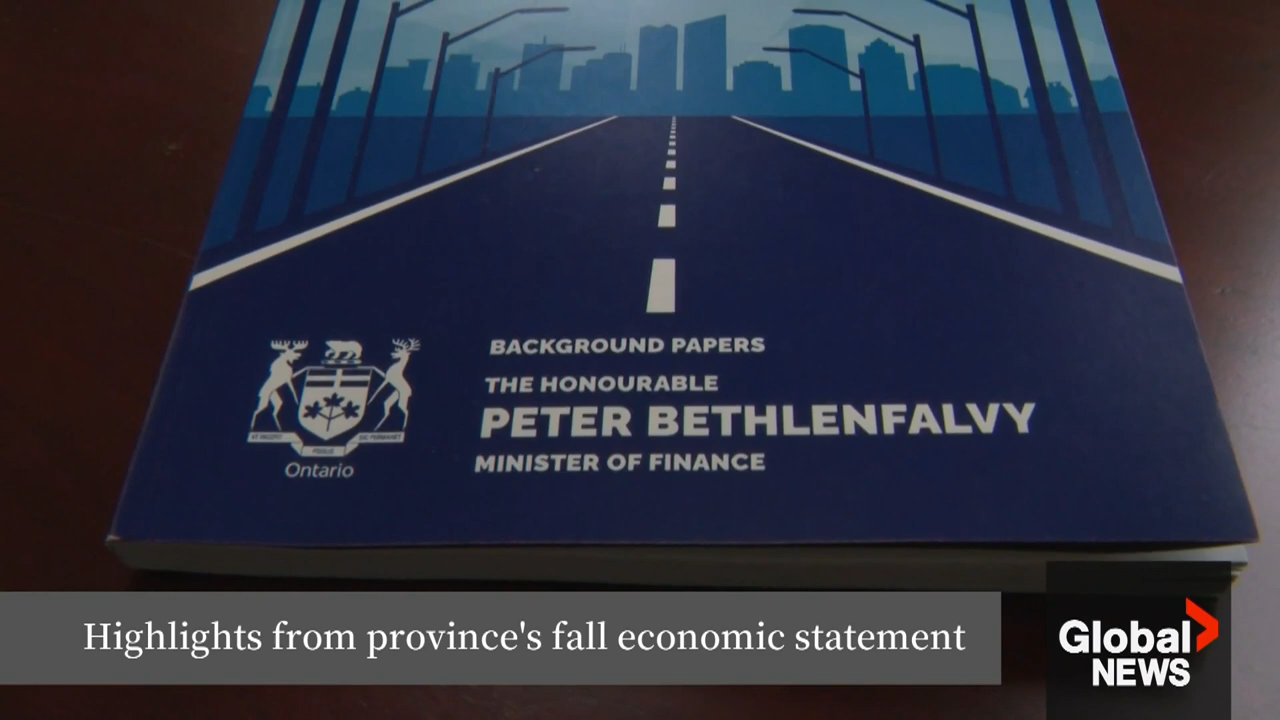 BACKGROUND PAPERS
THE HONOURABLE
PETER BETHLENFALVY
MINISTER OF FINANCE
Ontario
Highlights from province's fall economic statement
Global
NEWS